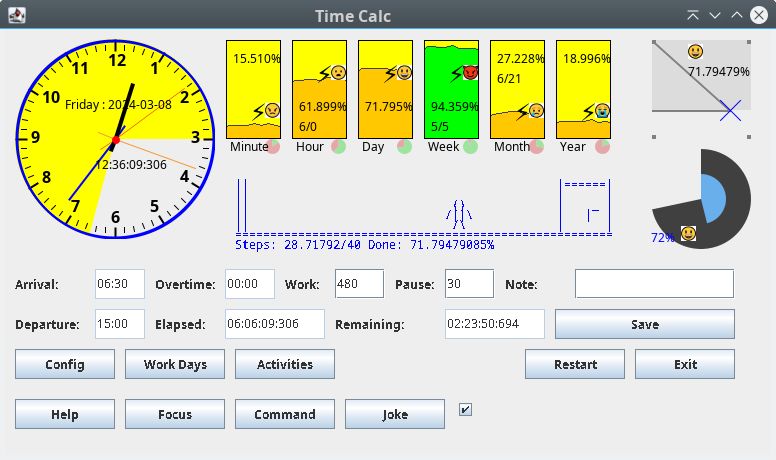 Time Calc
12
11 1
10 2
9 3
8 4
7 5
6
Friday : 2024-03-08
12:36:09:306
15.510%
61.899%
6/0
71.795%
94.359%
5/5
27.228%
6/21
18.996%
Minute Hour Day Week Month Year
71.79479%
72%
Steps: 28.71792/40 Done: 71.79479085%
Arrival: 06:30 Overtime: 00:00 Work: 480 Pause: 30 Note:
Departure: 15:00 Elapsed: 06:06:09:306 Remaining: 02:23:50:694 Save
Config Work Days Activities Restart Exit
Help Focus Command Joke